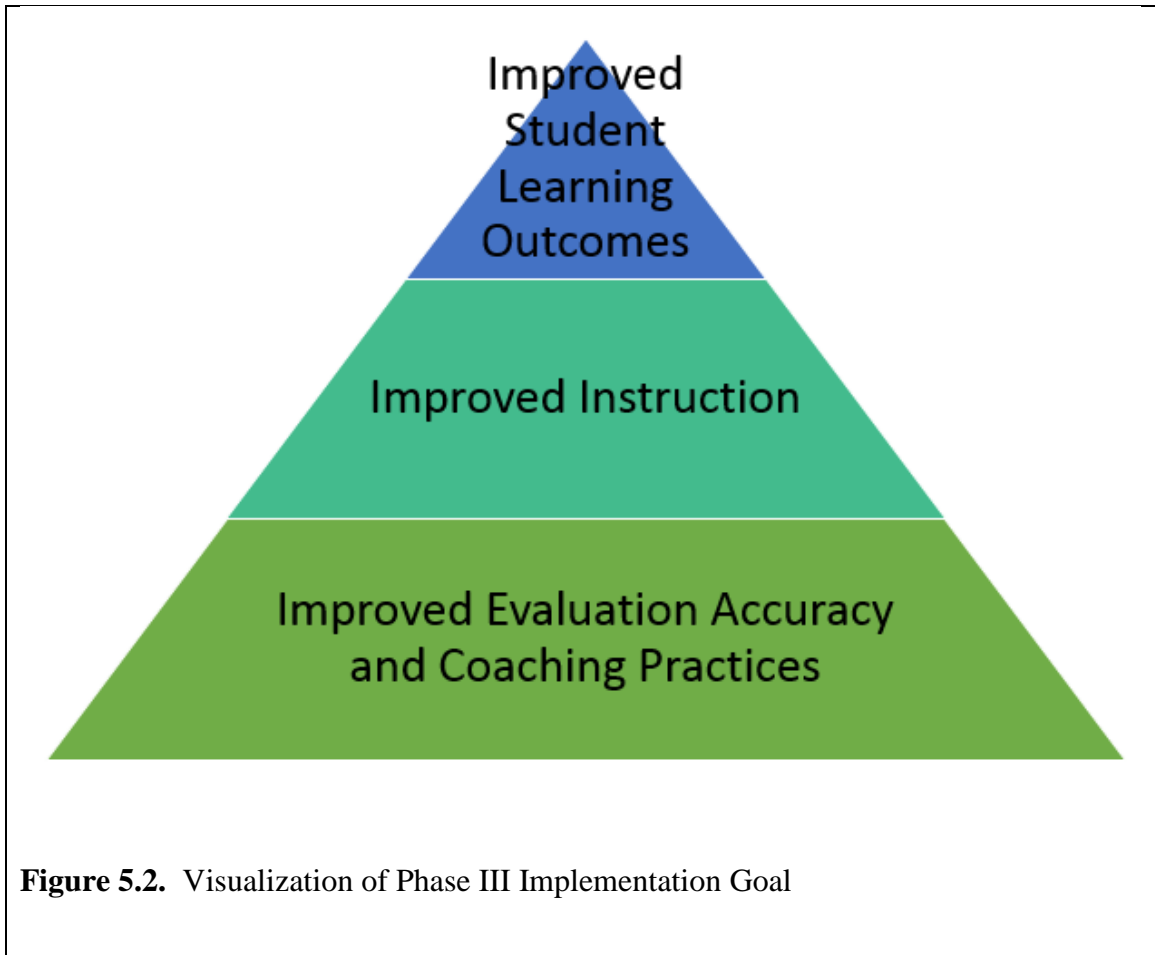 Improved
Student
Learning
Outcomes
Improved Instruction
Improved Evaluation Accuracy
and Coaching Practices
Figure 5.2. Visualization of Phase III Implementation Goal